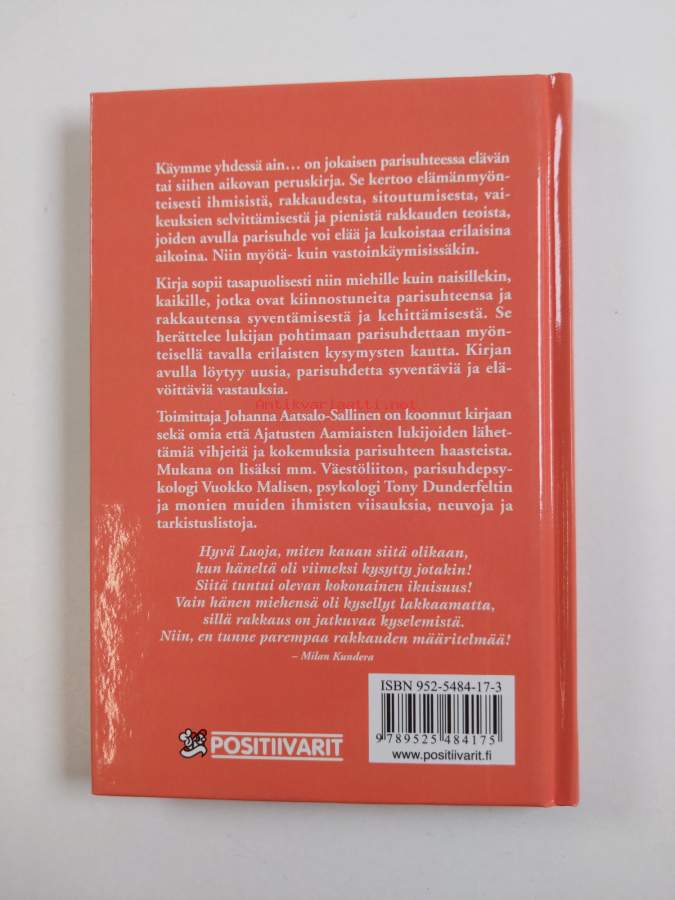 Käymme yhdessä ain… on jokaisen parisuhteessa elävän
tai siihen aikovan peruskirja. Se kertoo elämänmyön-
teisesti ihmisistä, rakkaudesta, sitoutumisesta, vai-
keuksien selvittämisestä ja pienistä rakkauden teoista,
joiden avulla parisuhde voi elää ja kukoistaa erilaisina
aikoina. Niin myötä- kuin vastoinkäymisissäkin.
Kirja sopii tasapuolisesti niin miehille kuin naisillekin,
kaikille, jotka ovat kiinnostuneita parisuhteensa ja
rakkautensa syventämisestä ja kehittämisestä. Se
herättelee lukijan pohtimaan parisuhdettaan myön-
teisellä tavalla erilaisten kysymysten kautta. Kirjan
avulla löytyy uusia, parisuhdetta syventäviä ja elä-
vöittäviä vastauksia.
Antikvariaatti.net
Toimittaja Johanna Aatsalo-Sallinen on koonnut kirjaan
sekä omia että Ajatusten Aamiaisten lukijoiden lähet-
tämiä vihjeitä ja kokemuksia parisuhteen haasteista.
Mukana on lisäksi mm. Väestöliiton, parisuhdepsy-
kologi Vuokko Malisen, psykologi Tony Dunderfeltin
ja monien muiden ihmisten viisauksia, neuvoja ja
tarkistuslistoja.
Hyvä Luoja, miten kauan siitä olikaan,
kun häneltä oli viimeksi kysytty jotakin!
Siitä tuntui olevan kokonainen ikuisuus!
Vain hänen miehensä oli kysellyt lakkaamatta,
sillä rakkaus on jatkuvaa kyselemistä.
Niin, en tunne parempaa rakkauden määritelmää!
– Milan Kundera
ISBN 952-5484-17-3
9 789525 484175
www.positiivarit.fi
POSITIIVARIT